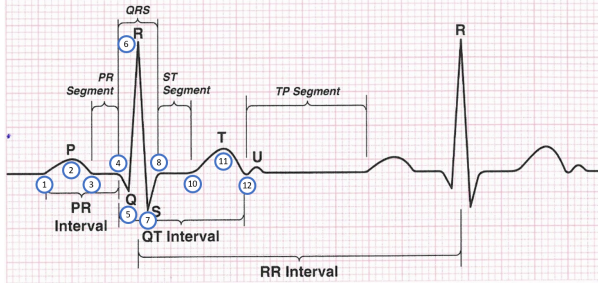 QRS
R
R
6
PR
Segment
ST
Segment
TP Segment
P
T
U
4
2
8
11
1
3
10
12
Q
S
PR
Interval
5
7
QT Interval
RR Interval